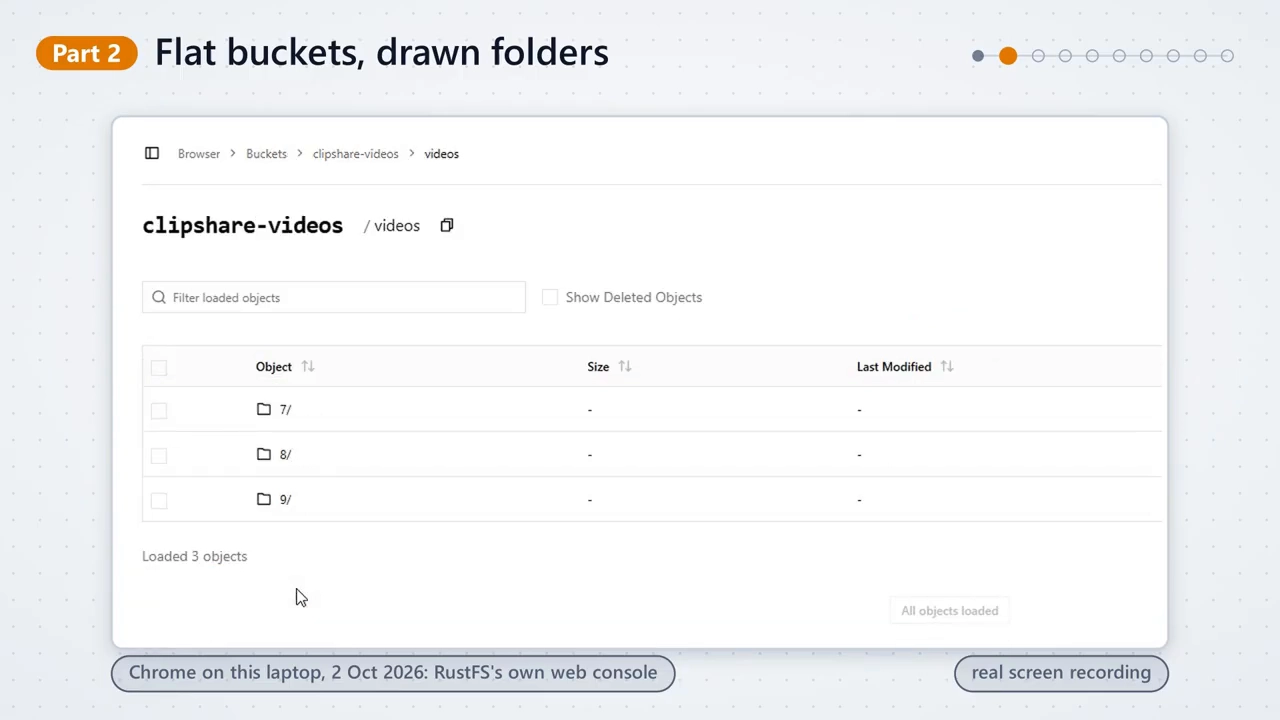 Part 2 Flat buckets, drawn folders
Browser > Buckets > clipshare-videos > videos
clipshare-videos / videos
Filter loaded objects Show Deleted Objects
Object Size Last Modified
7/ - -
8/ - -
9/ - -
Loaded 3 objects
All objects loaded
Chrome on this laptop, 2 Oct 2026: RustFS's own web console real screen recording